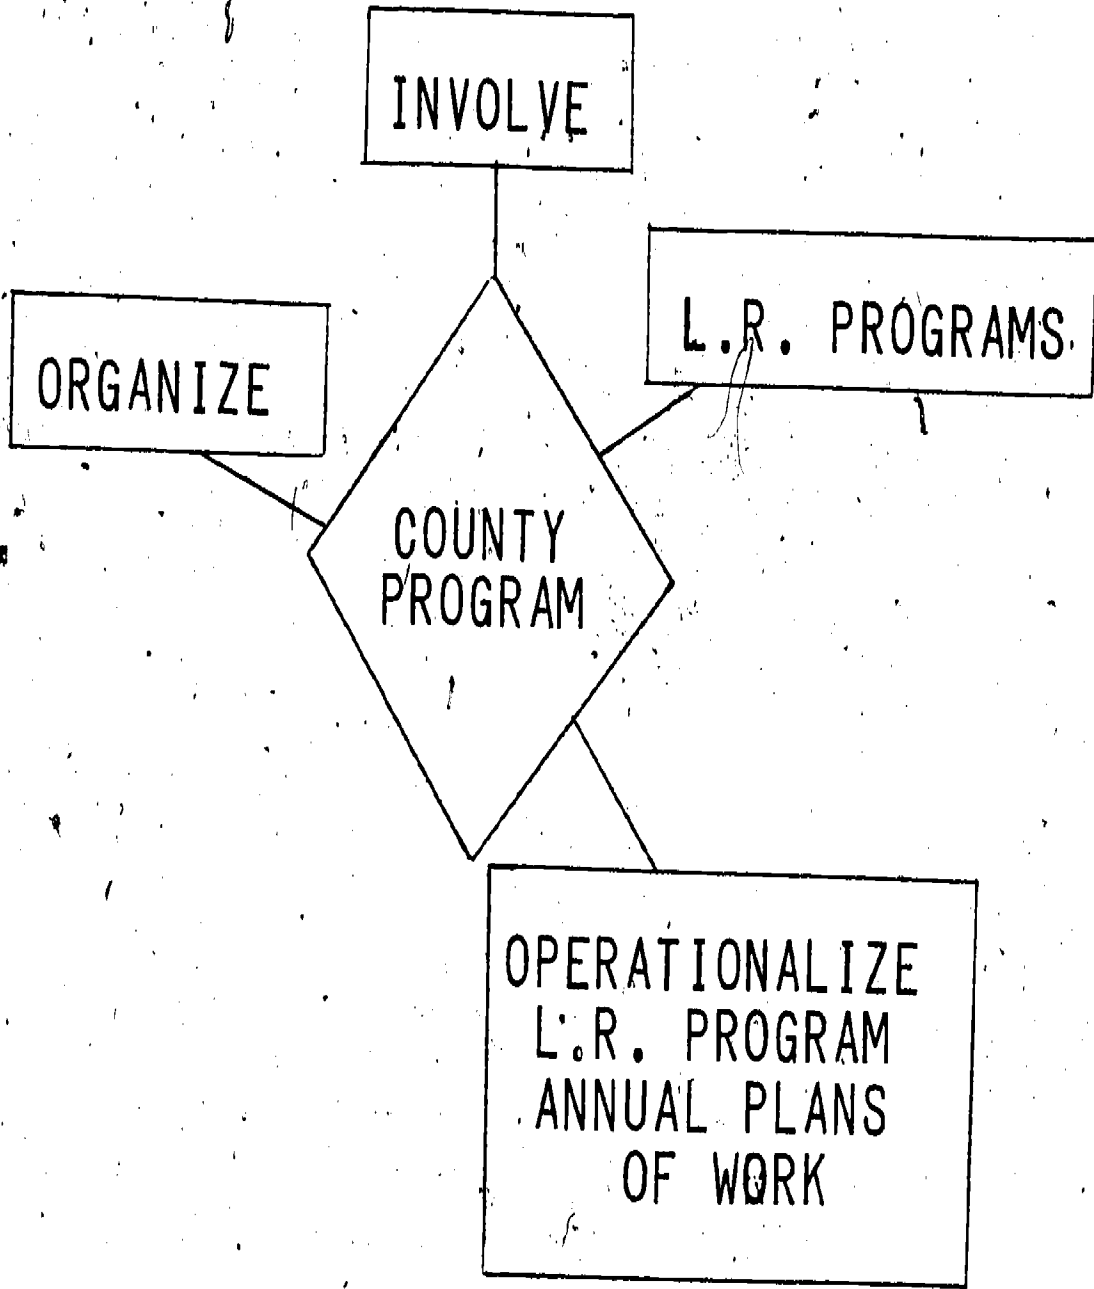 INVOLVE
L.R. PROGRAMS
ORGANIZE
COUNTY
PROGRAM
OPERATIONALIZE
L.R. PROGRAM
ANNUAL PLANS
OF WORK